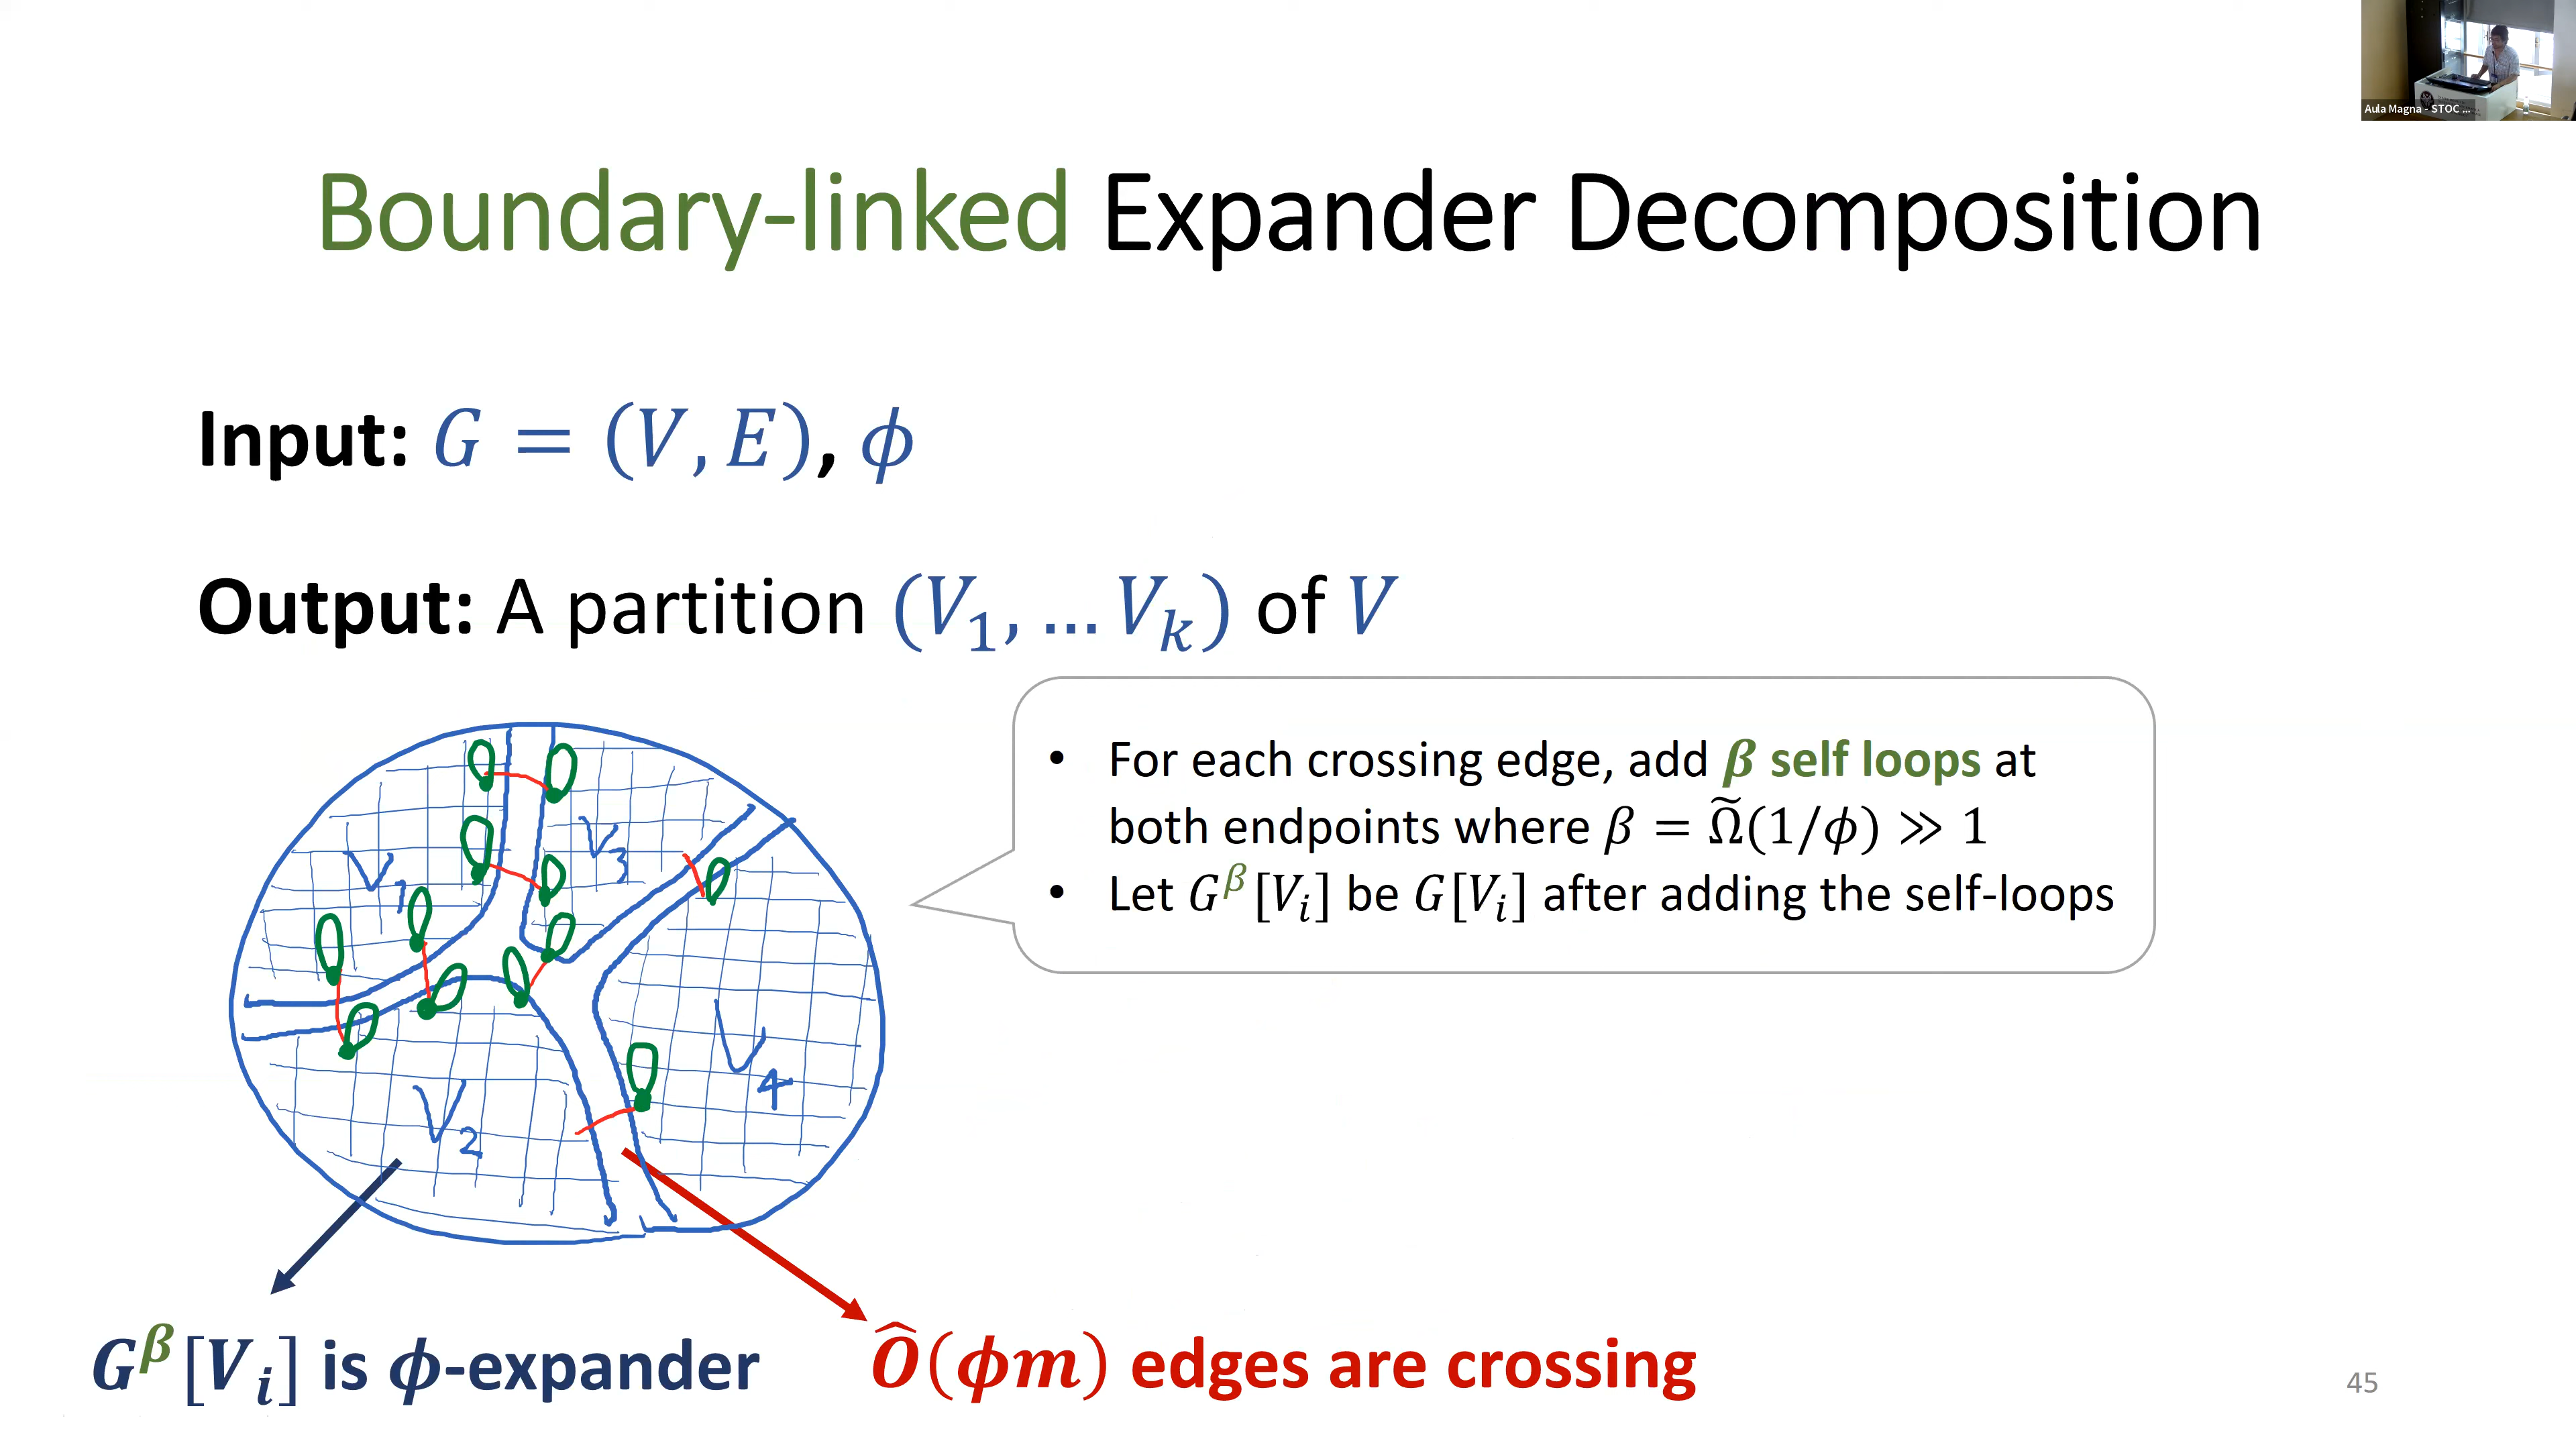 Aula Magna - STOC ...
Boundary-linked Expander Decomposition
Input: G = (V, E), ϕ
Output: A partition (V₁, … Vₖ) of V
• For each crossing edge, add β self loops at
both endpoints where β = Ω̃(1/ϕ) ≫ 1
• Let G^β[Vᵢ] be G[Vᵢ] after adding the self-loops
V₃
V₁
V₄
V₂
G^β[Vᵢ] is ϕ-expander
Ô(ϕm) edges are crossing
45